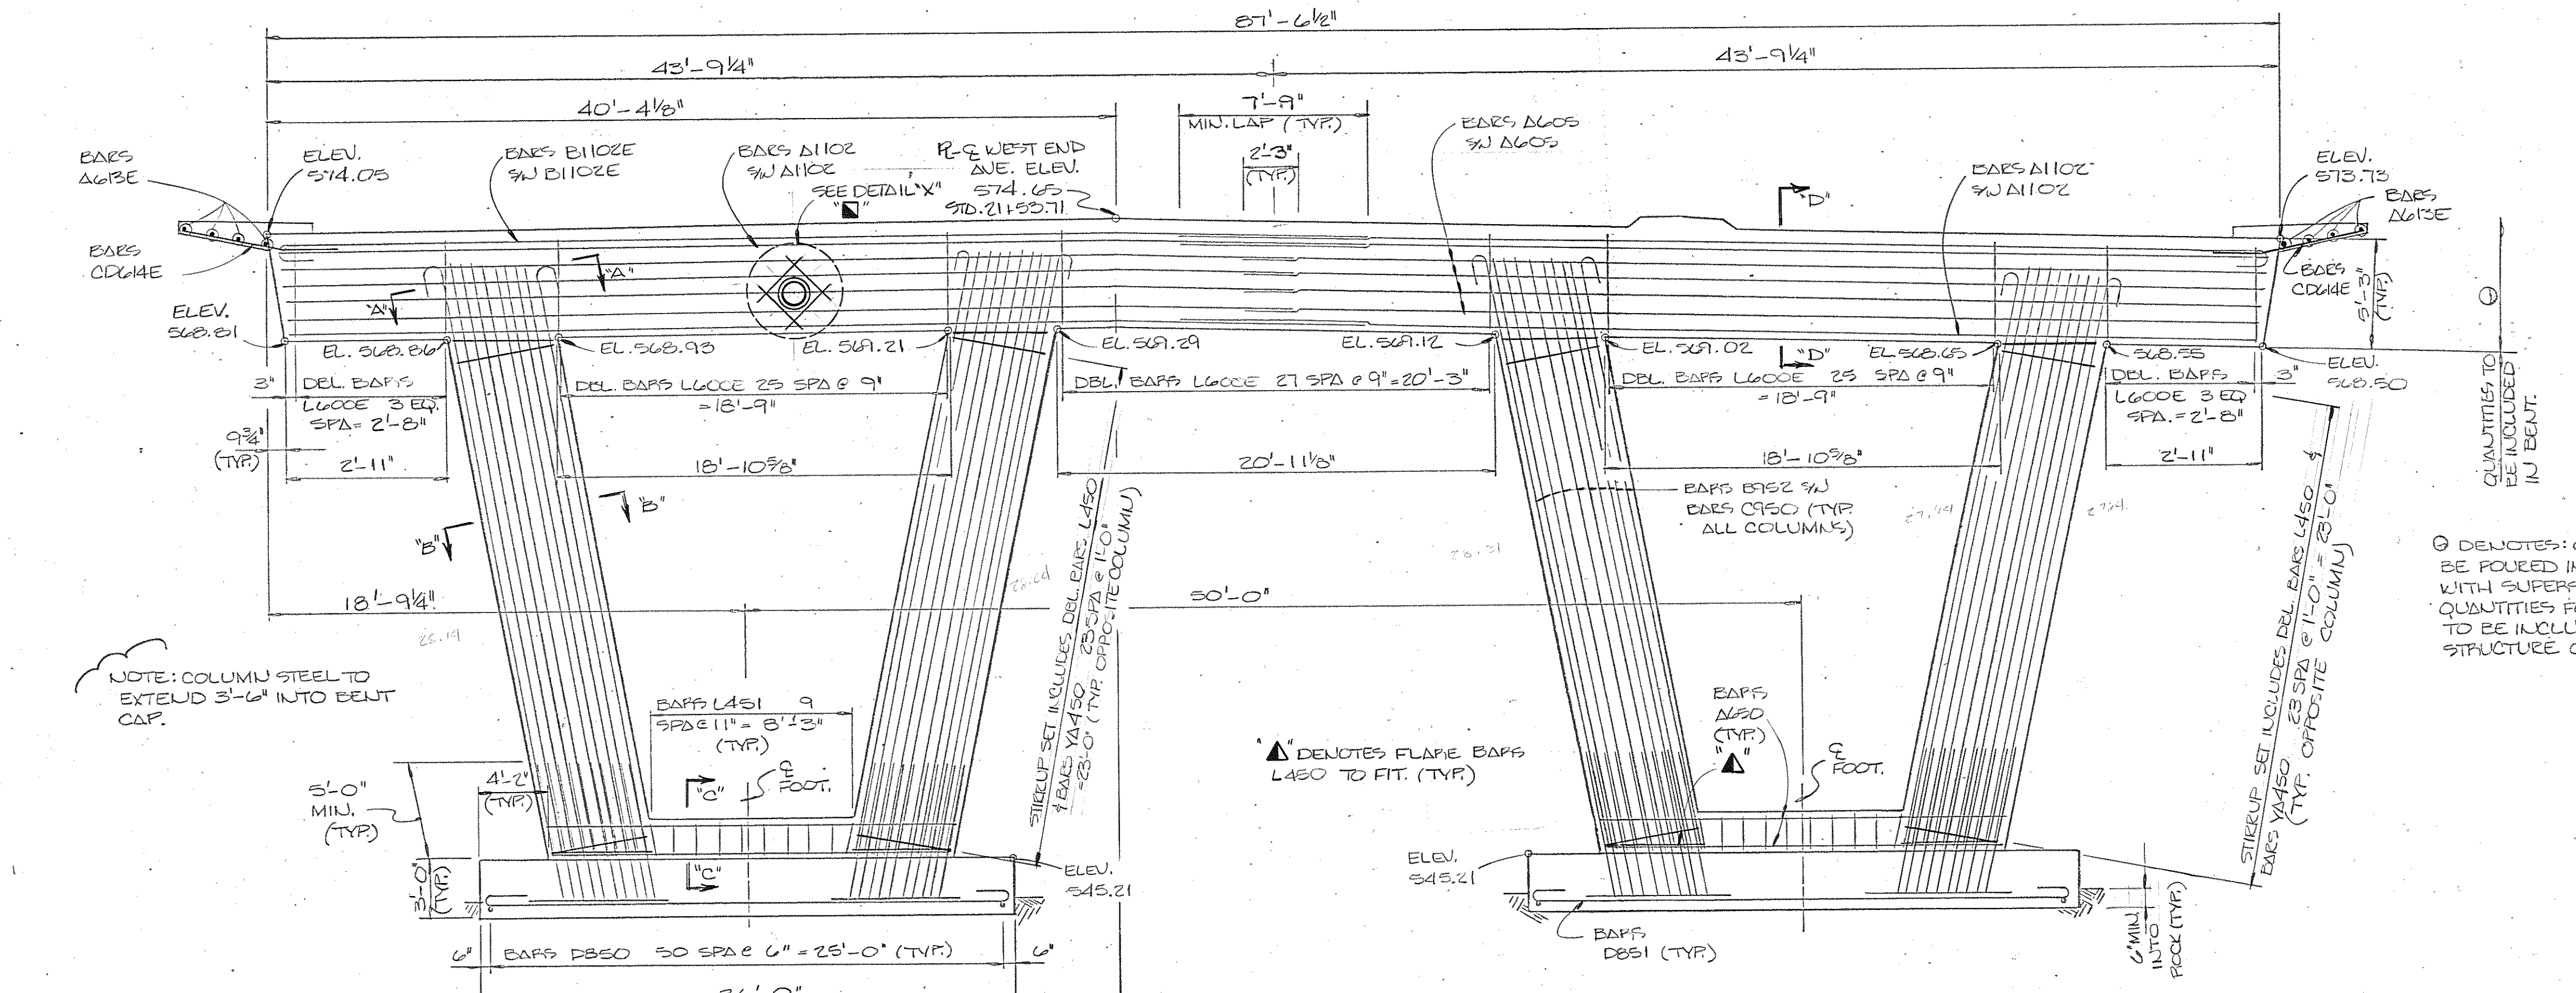 87'-6½"
43'-9¼"
43'-9¼"
40'-4⅛"
7'-9"
MIN. LAP (TYP.)
2'-3"
(TYP.)
BARS
A613E
ELEV.
574.05
BARS B1102E
S/W B1102E
BARS A1102
S/W A1102
SEE DETAIL "X"
℄ WEST END
AVE. ELEV.
574.65
STA. 21+53.71
BARS A605
S/W A605
BARS A1102
S/W A1102
ELEV.
573.73
BARS
A613E
"D"
BARS
CD614E
"A"
"A"
BARS
CD614E
5'-3"
(TYP.)
ELEV.
568.81
EL. 568.86
EL. 568.93
EL. 569.21
EL. 569.29
EL. 569.12
EL. 569.02
"D"
EL. 568.65
568.55
ELEV.
568.50
3"
DBL. BARS
L600E 3 EQ.
SPA = 2'-8"
DBL. BARS L600E 25 SPA @ 9"
=18'-9"
DBL. BARS L600E 27 SPA @ 9"=20'-3"
DBL. BARS L600E 25 SPA @ 9"
=18'-9"
DBL. BARS
L600E 3 EQ
SPA. = 2'-8"
3"
QUANTITIES TO
BE INCLUDED
IN BENT.
9¾"
(TYP.)
2'-11"
18'-10⅝"
20'-11⅛"
18'-10⅝"
2'-11"
"B"
"B"
BARS B952 S/W
BARS C950 (TYP.
ALL COLUMNS)
27.44
28.31
28.64
28.14
⊖ DENOTES:
BE POURED IN
WITH SUPERS
QUANTITIES F
TO BE INCLU
STRUCTURE
18'-9¼"
50'-0"
STIRRUP SET INCLUDES DBL. BARS L450
& BARS YA450 23 SPA @ 1'-0"
=23'-0" (TYP. OPPOSITE COLUMN)
STIRRUP SET INCLUDES DBL. BARS L450 &
BARS YA450 23 SPA @ 1'-0" = 23'-0"
(TYP. OPPOSITE COLUMN)
NOTE: COLUMN STEEL TO
EXTEND 3'-6" INTO BENT
CAP.
BARS L451 9
SPA @ 11" = 8'-3"
(TYP.)
BARS
A650
(TYP.)
" "
" " DENOTES FLARE BARS
L450 TO FIT. (TYP.)
5'-0"
MIN.
(TYP.)
4'-2"
(TYP.)
"C"
℄
FOOT.
℄
FOOT.
3'-0"
(TYP.)
"C"
ELEV.
545.21
ELEV.
545.21
6"
BARS D850 50 SPA @ 6" = 25'-0" (TYP.)
6"
BARS
D851 (TYP.)
6" MIN.
INTO
ROCK (TYP.)